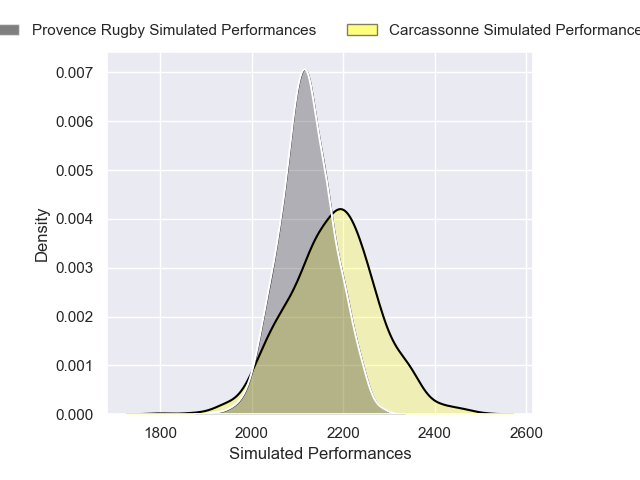 Provence Rugby Simulated Performances
Carcassonne Simulated Performance
0.007
0.006
0.005
0.004
0.003
0.002
0.001
0.000
Density
1800 2000 2200 2400 2600
Simulated Performances